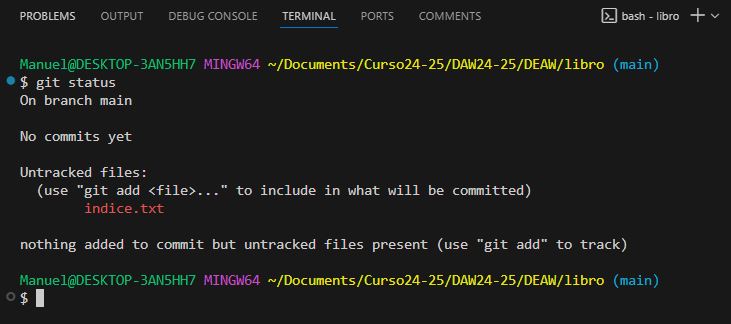 PROBLEMS OUTPUT DEBUG CONSOLE TERMINAL PORTS COMMENTS bash - libro
Manuel@DESKTOP-3AN5HH7 MINGW64 ~/Documents/Curso24-25/DAW24-25/DEAW/libro (main)
$ git status
On branch main
No commits yet
Untracked files:
  (use "git add <file>..." to include in what will be committed)
        indice.txt
nothing added to commit but untracked files present (use "git add" to track)
Manuel@DESKTOP-3AN5HH7 MINGW64 ~/Documents/Curso24-25/DAW24-25/DEAW/libro (main)
$